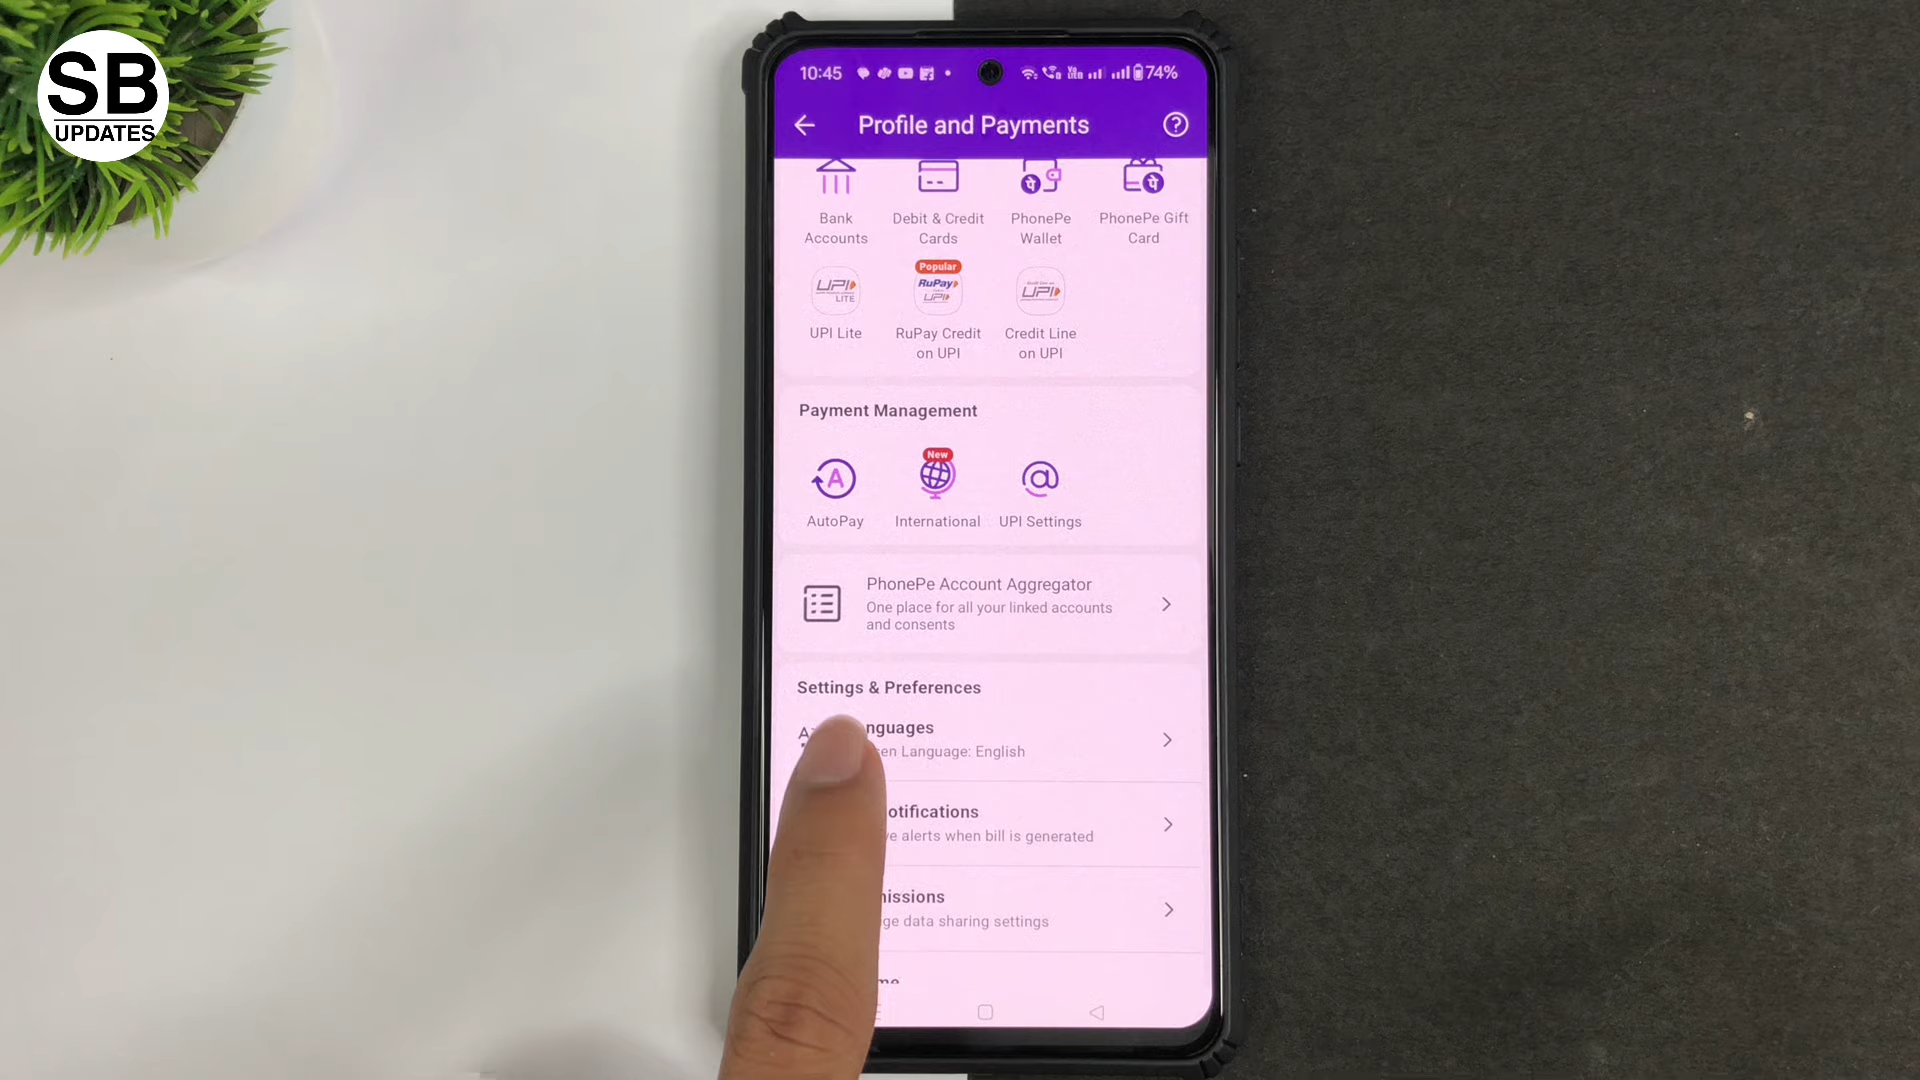 SB
UPDATES
10:45
74%
Profile and Payments
Bank
Accounts
Debit & Credit
Cards
PhonePe
Wallet
PhonePe Gift
Card
UPI
LITE
UPI Lite
Popular
RuPay
UPI
RuPay Credit
on UPI
UPI
Credit Line
on UPI
Payment Management
A
AutoPay
New
International
@
UPI Settings
PhonePe Account Aggregator
One place for all your linked accounts
and consents
Settings & Preferences
nguages
sen Language: English
otifications
ve alerts when bill is generated
nissions
ge data sharing settings